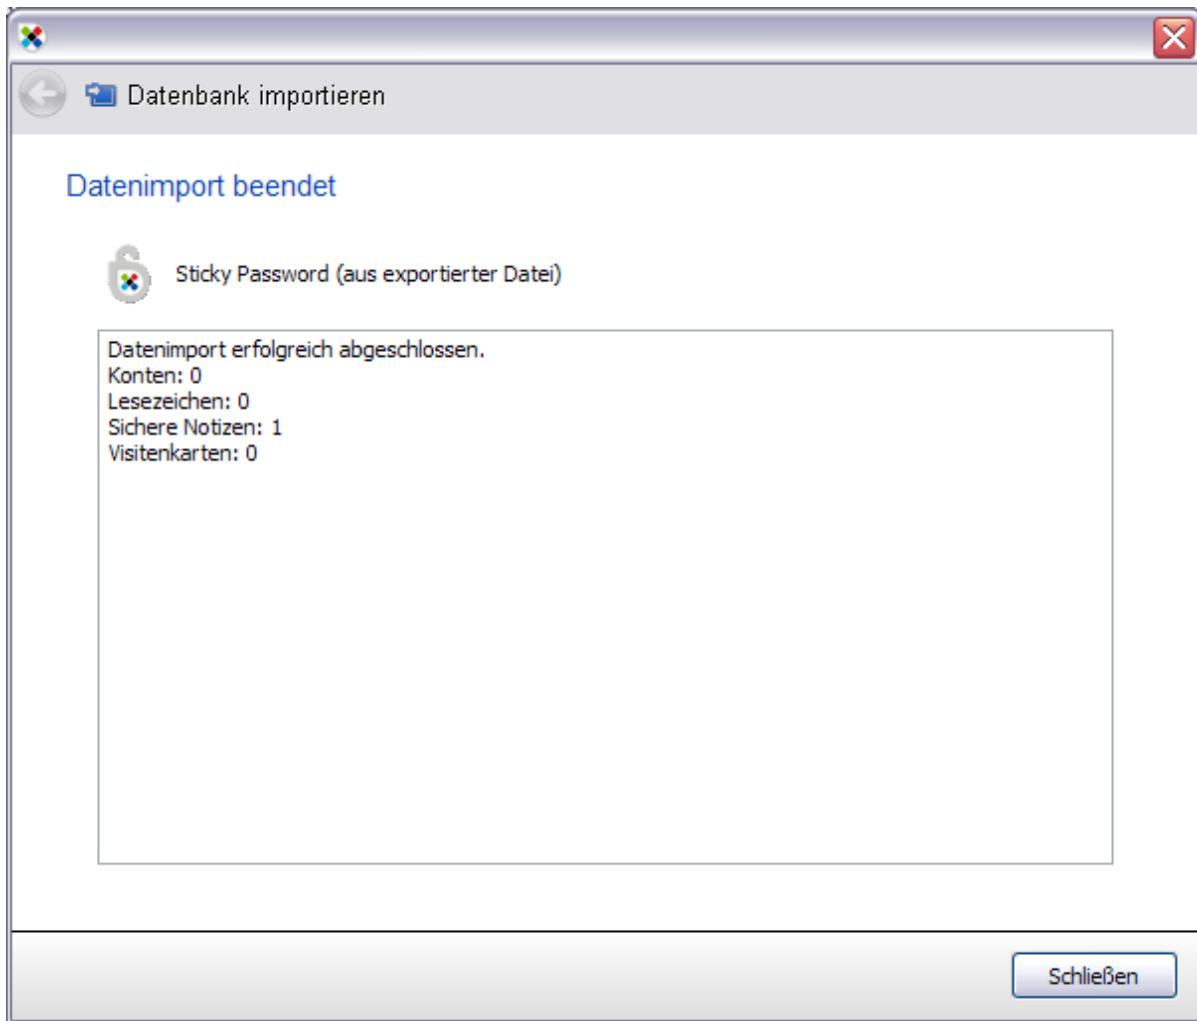 Datenbank importieren
Datenimport beendet
Sticky Password (aus exportierter Datei)
Datenimport erfolgreich abgeschlossen.
Konten: 0
Lesezeichen: 0
Sichere Notizen: 1
Visitenkarten: 0
Schließen